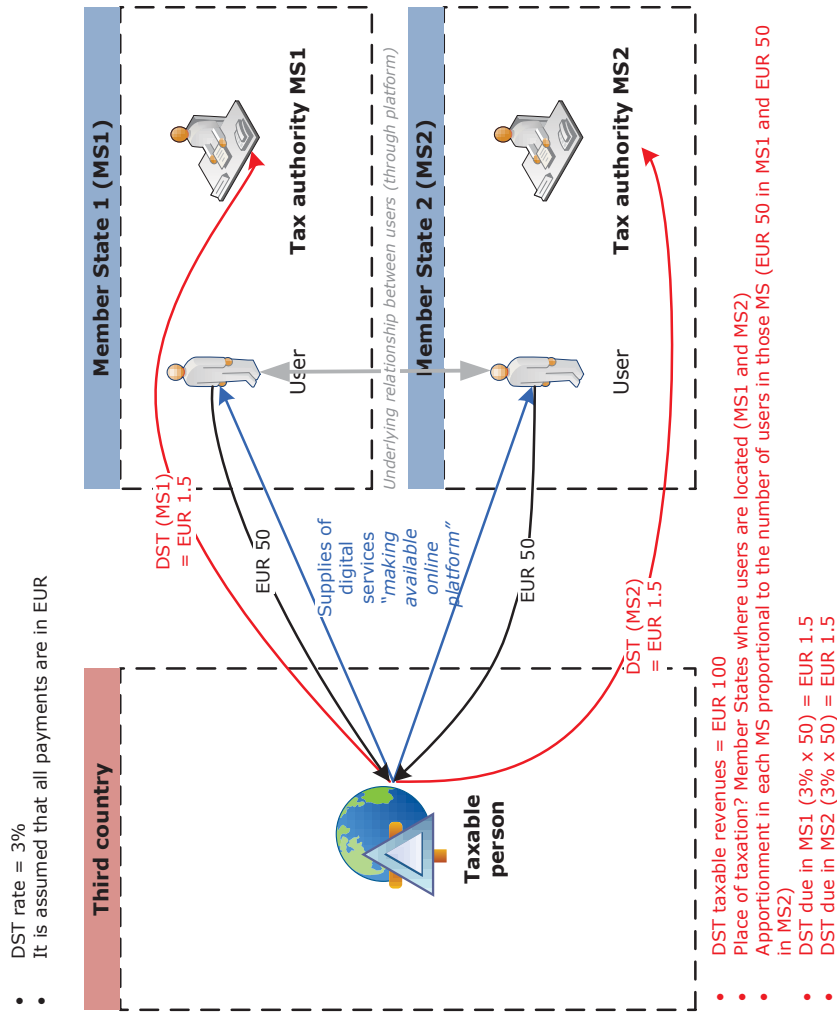 • DST rate = 3%
• It is assumed that all payments are in EUR
Third country
Taxable
person
Member State 1 (MS1)
User
Tax authority MS1
DST (MS1)
= EUR 1.5
EUR 50
Supplies of
digital
services
“making
available
online
platform”
Underlying relationship between users (through platform)
Member State 2 (MS2)
User
Tax authority MS2
EUR 50
DST (MS2)
= EUR 1.5
• DST taxable revenues = EUR 100
• Place of taxation? Member States where users are located (MS1 and MS2)
• Apportionment in each MS proportional to the number of users in those MS (EUR 50 in MS1 and EUR 50
in MS2)
• DST due in MS1 (3% x 50) = EUR 1.5
• DST due in MS2 (3% x 50) = EUR 1.5